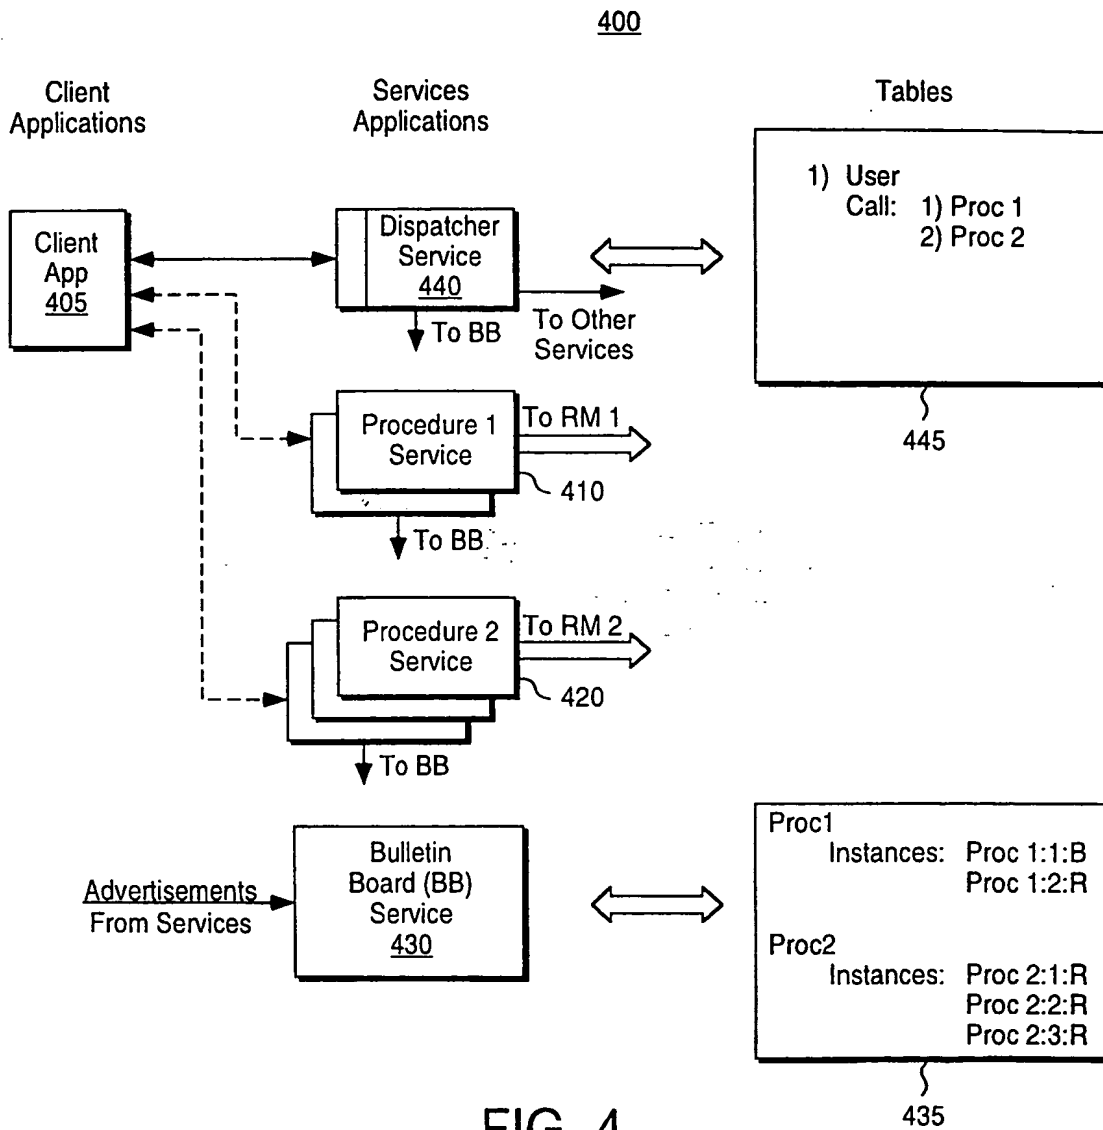 400
Client
Applications
Services
Applications
Tables
Client
App
405
Dispatcher
Service
440
To BB
To Other
Services
1) User
Call: 1) Proc 1
2) Proc 2
445
Procedure 1
Service
To RM 1
410
To BB
Procedure 2
Service
To RM 2
420
To BB
Advertisements
From Services
Bulletin
Board (BB)
Service
430
Proc1
Instances: Proc 1:1:B
Proc 1:2:R
Proc2
Instances: Proc 2:1:R
Proc 2:2:R
Proc 2:3:R
435
FIG. 4